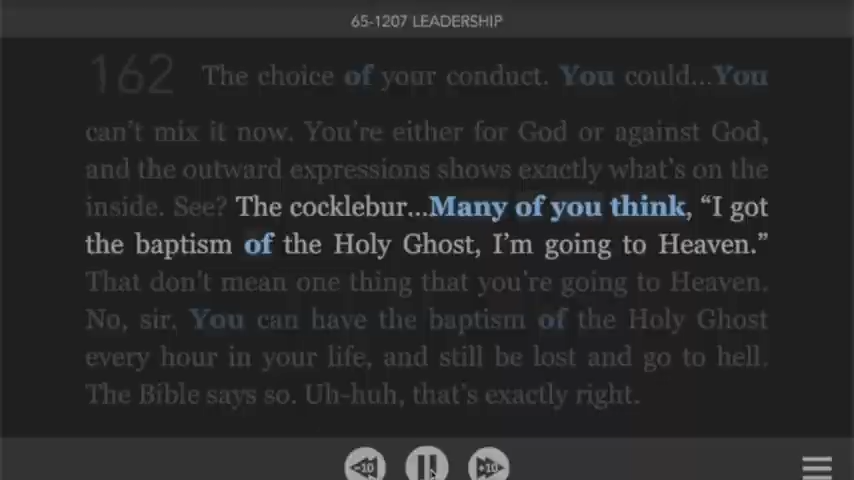 65-1207 LEADERSHIP
162 The choice of your conduct. You could...You
can't mix it now. You're either for God or against God,
and the outward expressions shows exactly what's on the
inside. See? The cocklebur...Many of you think, “I got
the baptism of the Holy Ghost, I'm going to Heaven.”
That don't mean one thing that you're going to Heaven.
No, sir. You can have the baptism of the Holy Ghost
every hour in your life, and still be lost and go to hell.
The Bible says so. Uh-huh, that's exactly right.
-10 +10